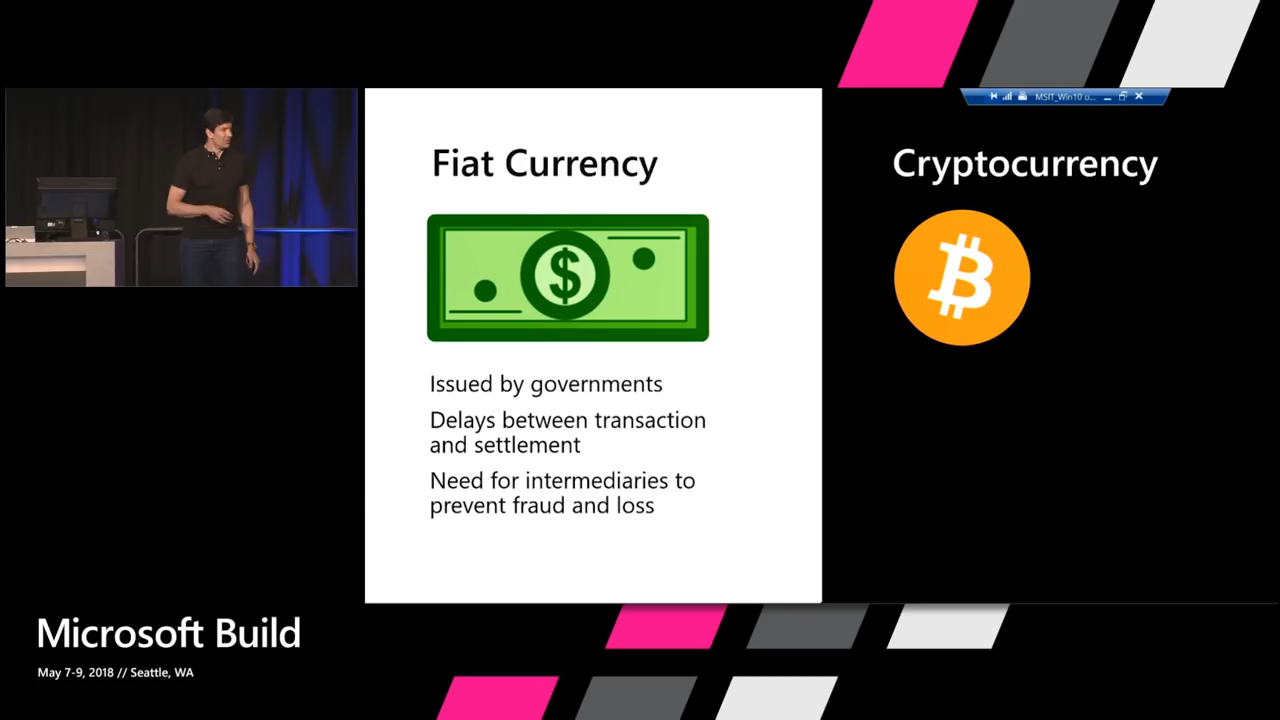 MSIT_Win10 o...
Fiat Currency
$
Issued by governments
Delays between transaction
and settlement
Need for intermediaries to
prevent fraud and loss
Cryptocurrency
₿
Microsoft Build
May 7-9, 2018 // Seattle, WA